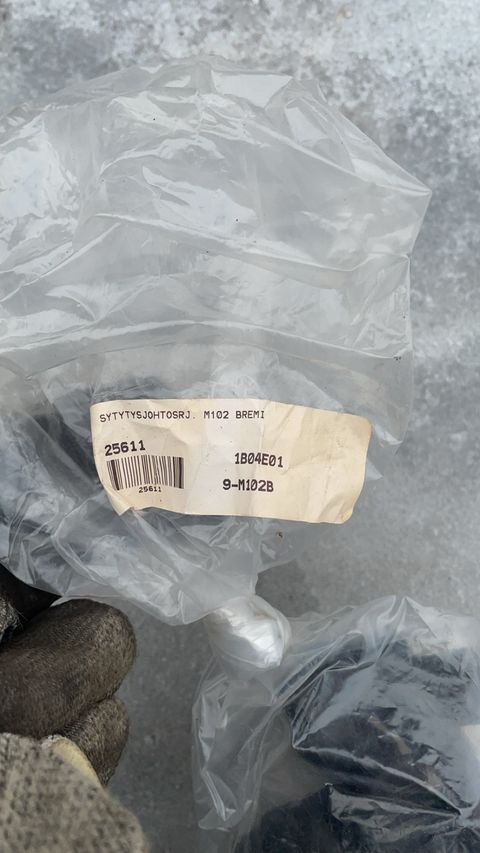 SYTYTYSJOHTOSRJ. M102 BREMI
25611
1B04E01
25611
9-M102B